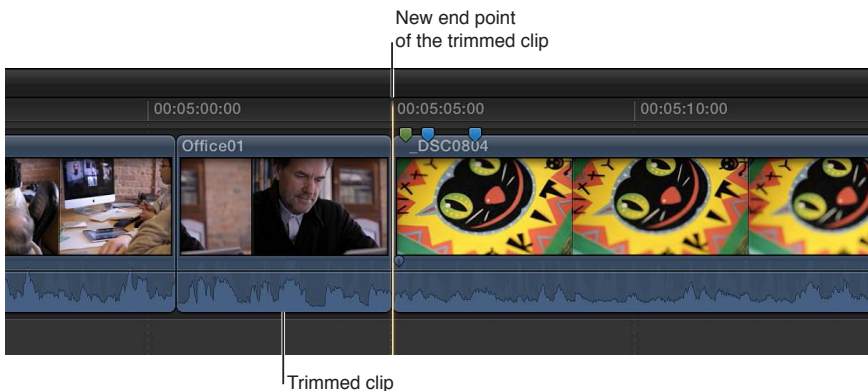 New end point
of the trimmed clip
00:05:00:00
00:05:05:00
00:05:10:00
Office01
_DSC0804
Trimmed clip